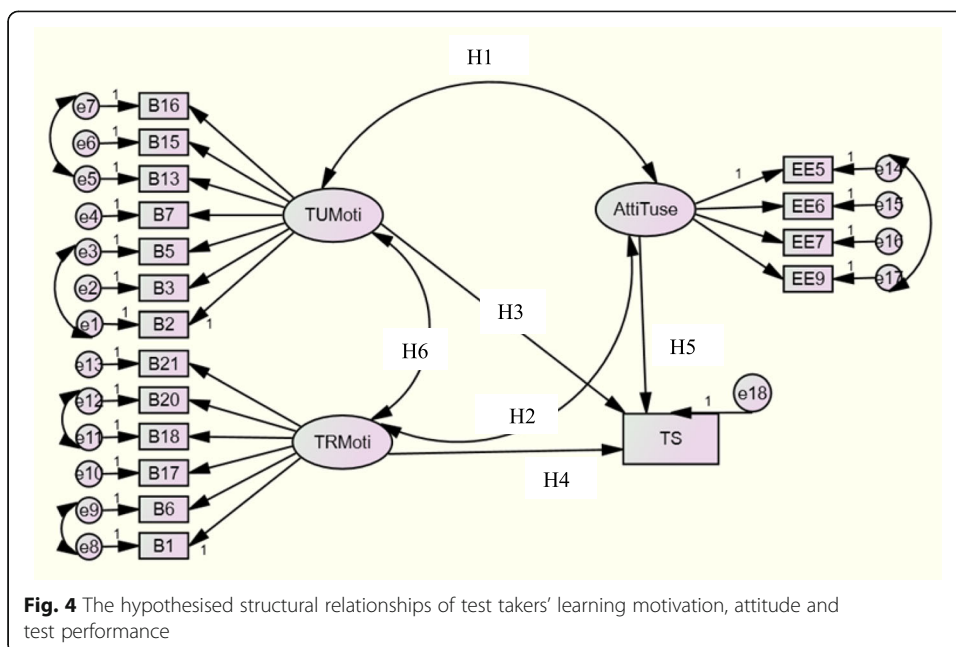 H1
e7 1 B16
e6 1 B15
e5 1 B13
e4 1 B7
e3 1 B5
e2 1 B3
e1 1 B2 1
TUMoti
AttiTuse
1 EE5 1 e14
EE6 1 e15
EE7 1 e16
EE9 1 e17
H3
H6
H5
H2
e13 1 B21
e12 1 B20
e11 1 B18
e10 1 B17
e9 1 B6
e8 1 B1 1
TRMoti
H4
TS
1 e18
Fig. 4 The hypothesised structural relationships of test takers’ learning motivation, attitude and
test performance